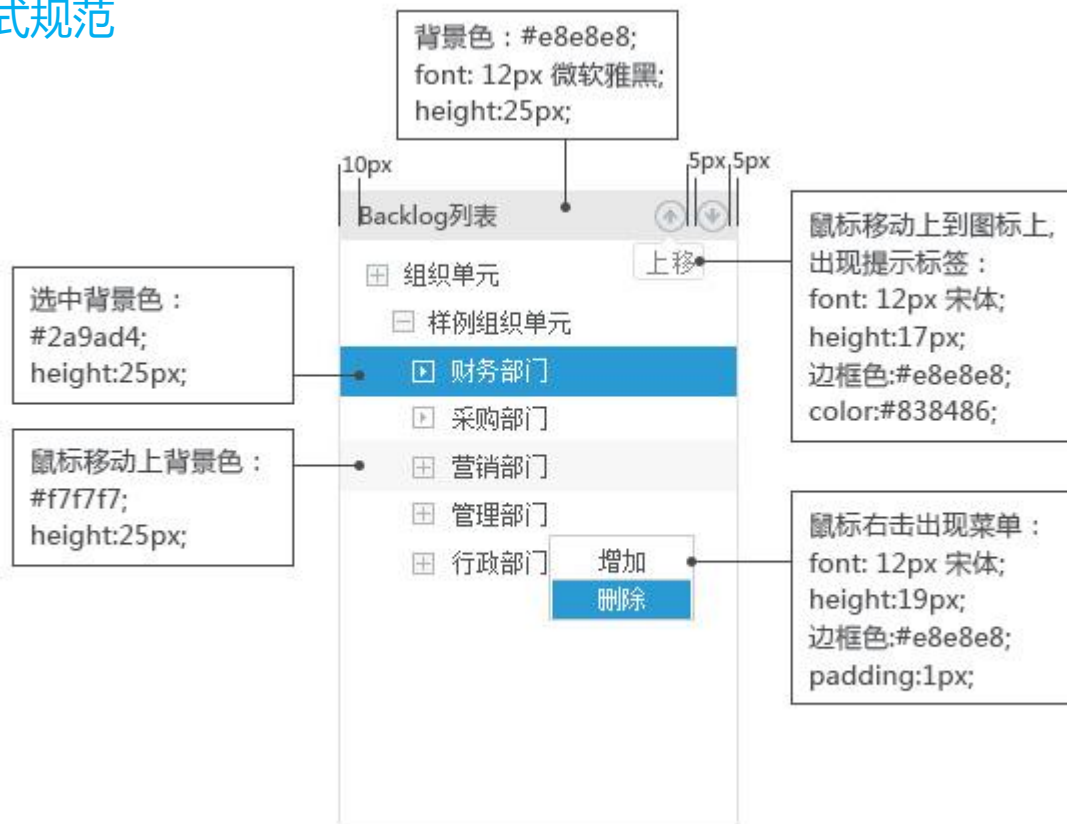 式规范
背景色：#e8e8e8;
font: 12px 微软雅黑;
height:25px;
10px
5px 5px
Backlog列表
上移
组织单元
样例组织单元
财务部门
采购部门
营销部门
管理部门
行政部门
增加
删除
选中背景色：
#2a9ad4;
height:25px;
鼠标移动上背景色：
#f7f7f7;
height:25px;
鼠标移动上到图标上,
出现提示标签：
font: 12px 宋体;
height:17px;
边框色:#e8e8e8;
color:#838486;
鼠标右击出现菜单：
font: 12px 宋体;
height:19px;
边框色:#e8e8e8;
padding:1px;